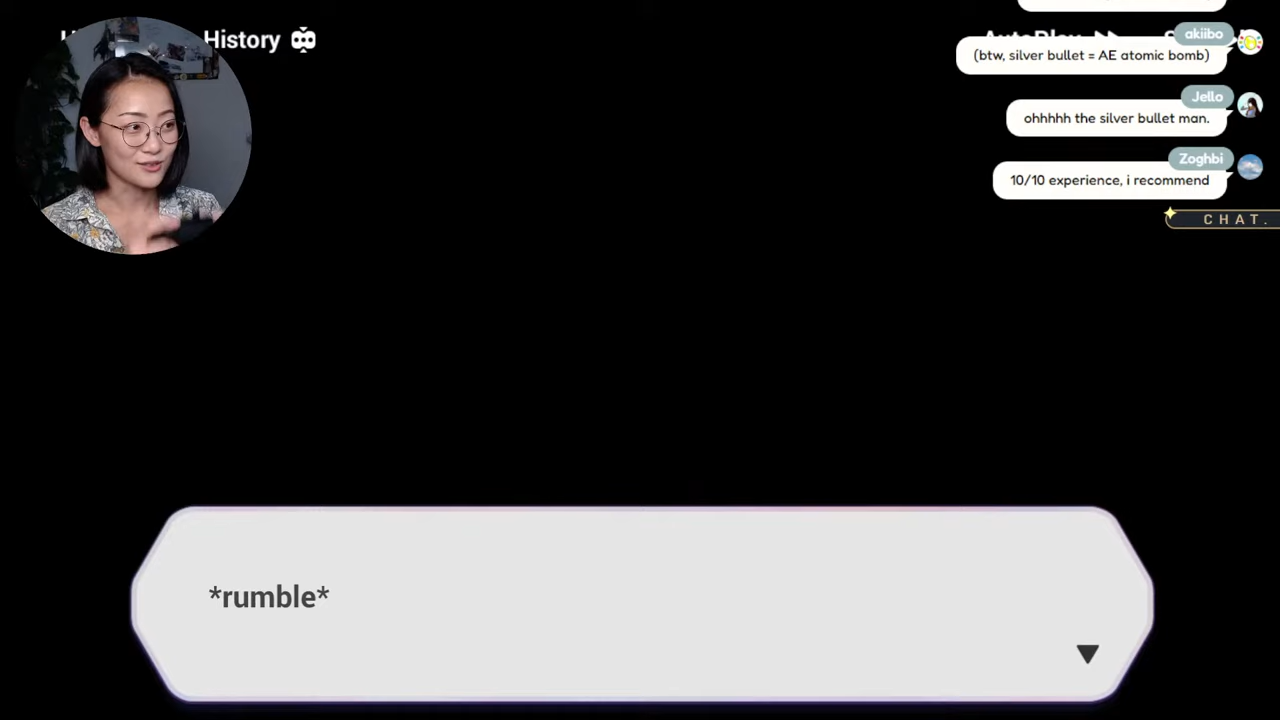 History
AutoPlay
akiibo
(btw, silver bullet = AE atomic bomb)
Jello
ohhhhh the silver bullet man.
Zoghbi
10/10 experience, i recommend
CHAT.
*rumble*